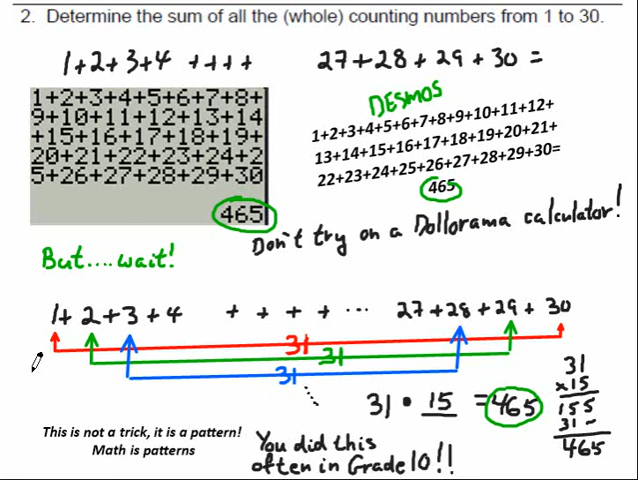 2. Determine the sum of all the (whole) counting numbers from 1 to 30.
1+2+3+4 ++++ 27+28+29+30 =
1+2+3+4+5+6+7+8+
9+10+11+12+13+14
+15+16+17+18+19+
20+21+22+23+24+2
5+26+27+28+29+30
465
DESMOS
1+2+3+4+5+6+7+8+9+10+11+12+
13+14+15+16+17+18+19+20+21+
22+23+24+25+26+27+28+29+30=
465
Don't try on a Dollorama calculator!
But....wait!
1+2+3+4 + + + + ... 27+28+29+30
31
31
31
31 • 15 = 465
31
×15
155
31-
465
This is not a trick, it is a pattern!
Math is patterns
You did this
often in Grade 10!!